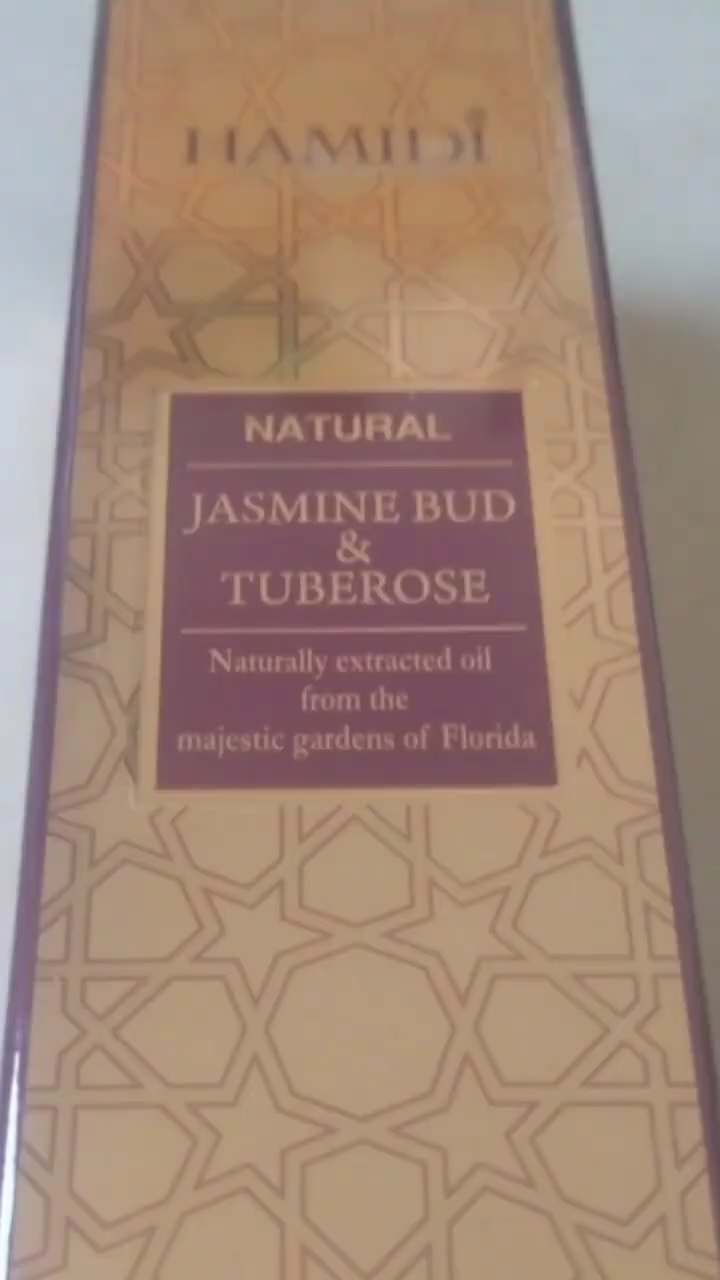 HAMIDI
NATURAL
JASMINE BUD
&
TUBEROSE
Naturally extracted oil
from the
majestic gardens of Florida